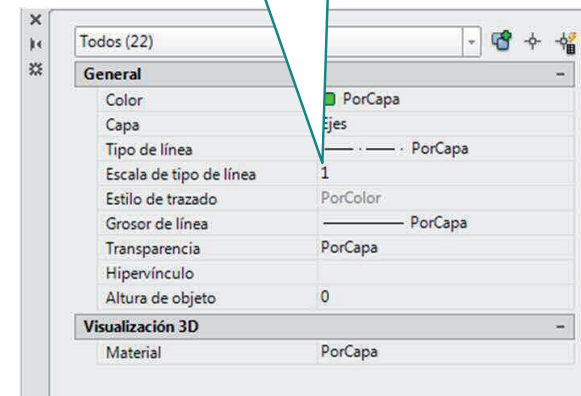 Todos (22)
General
Color PorCapa
Capa Ejes
Tipo de línea PorCapa
Escala de tipo de línea 1
Estilo de trazado PorColor
Grosor de línea PorCapa
Transparencia PorCapa
Hipervínculo
Altura de objeto 0
Visualización 3D
Material PorCapa